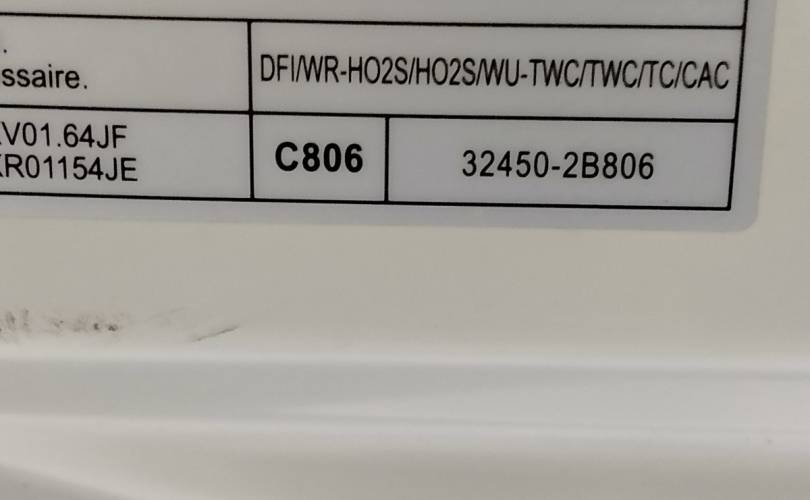 ssaire.
DFI/WR-HO2S/HO2S/WU-TWC/TWC/TC/CAC
V01.64JF
R01154JE
C806
32450-2B806